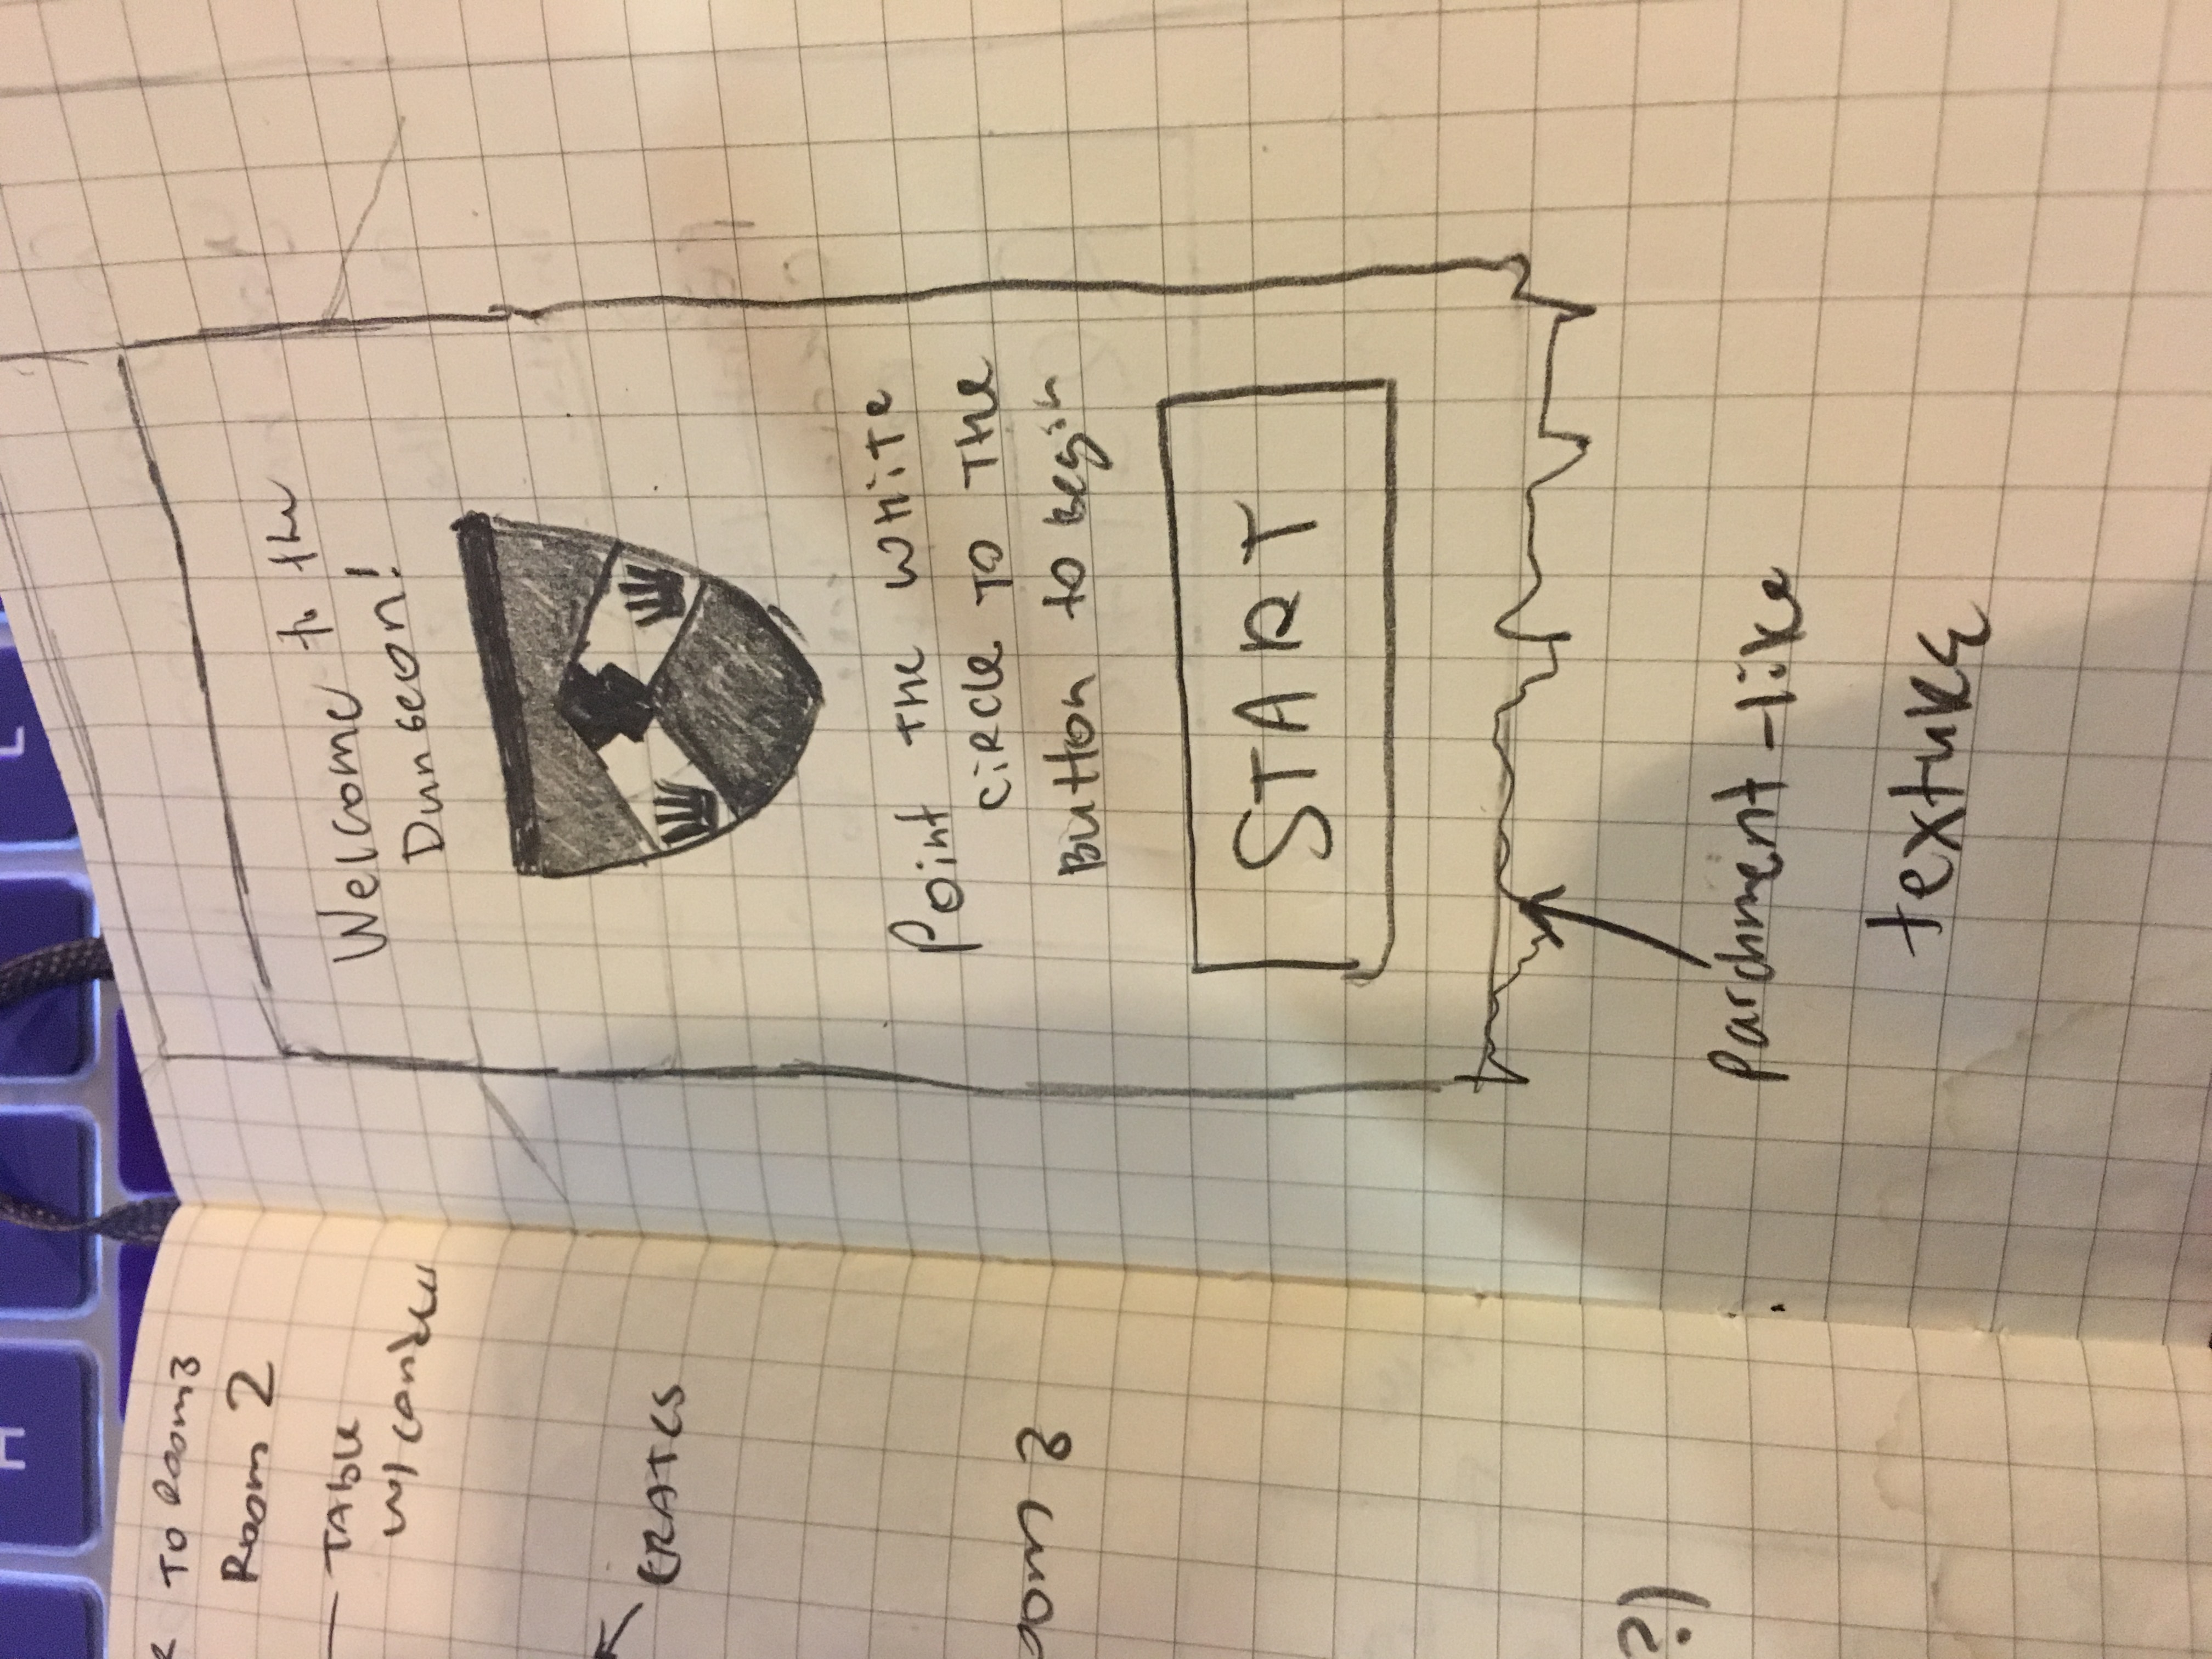 H
L
TO Room3
Room 2
TABLE
W/ candles
CRATES
oom 3
?)
Welcome to the
Dungeon!
Point THE WHiTe
CiRCle TO THE
Button to Begin
START
Parchment-like
texture